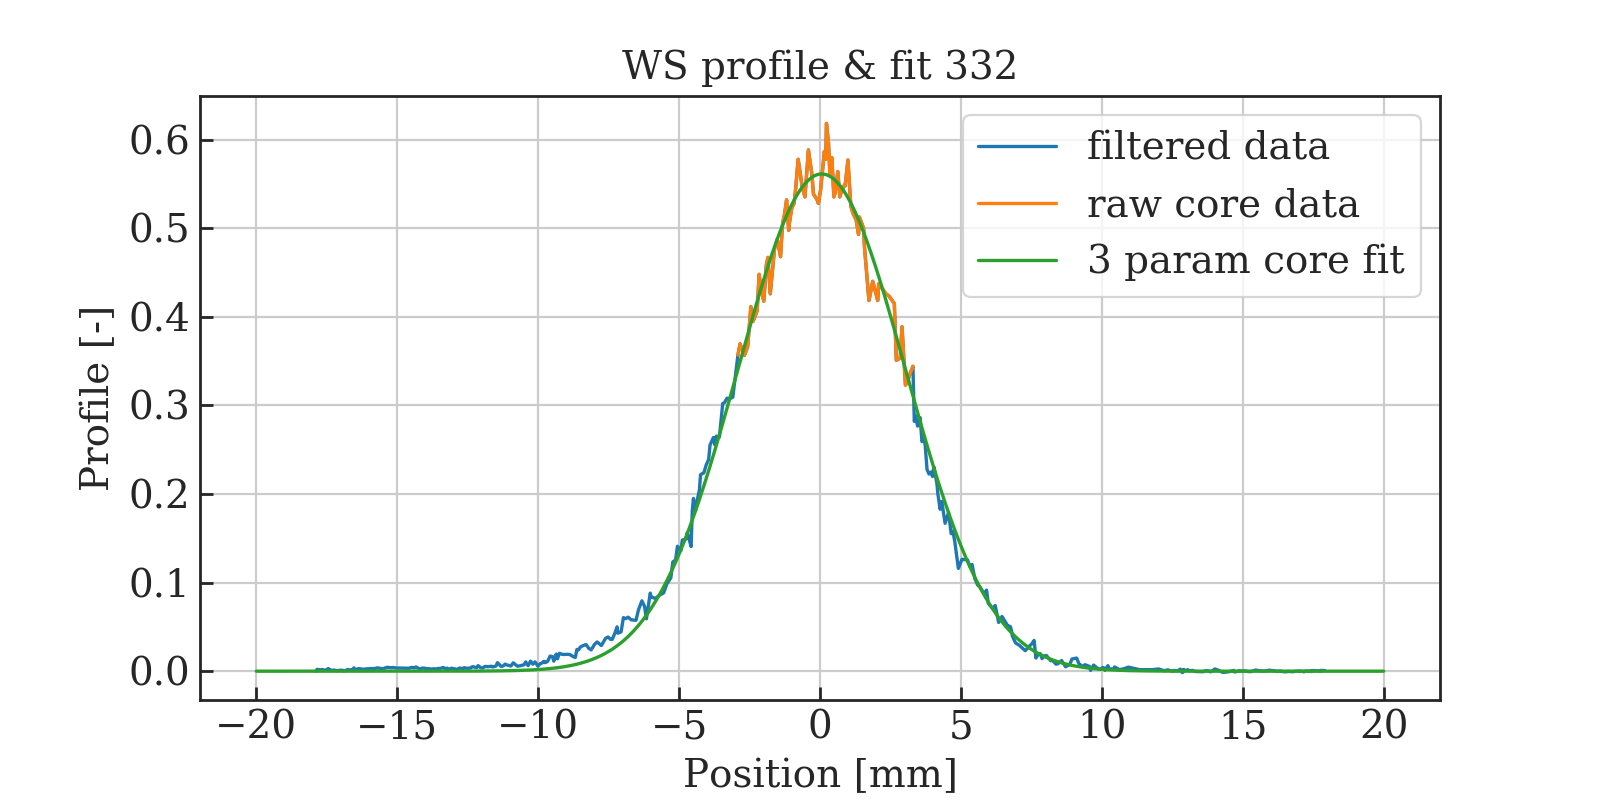 WS profile & fit 332
filtered data
raw core data
3 param core fit
Profile [-]
0.6
0.5
0.4
0.3
0.2
0.1
0.0
−20 −15 −10 −5 0 5 10 15 20
Position [mm]